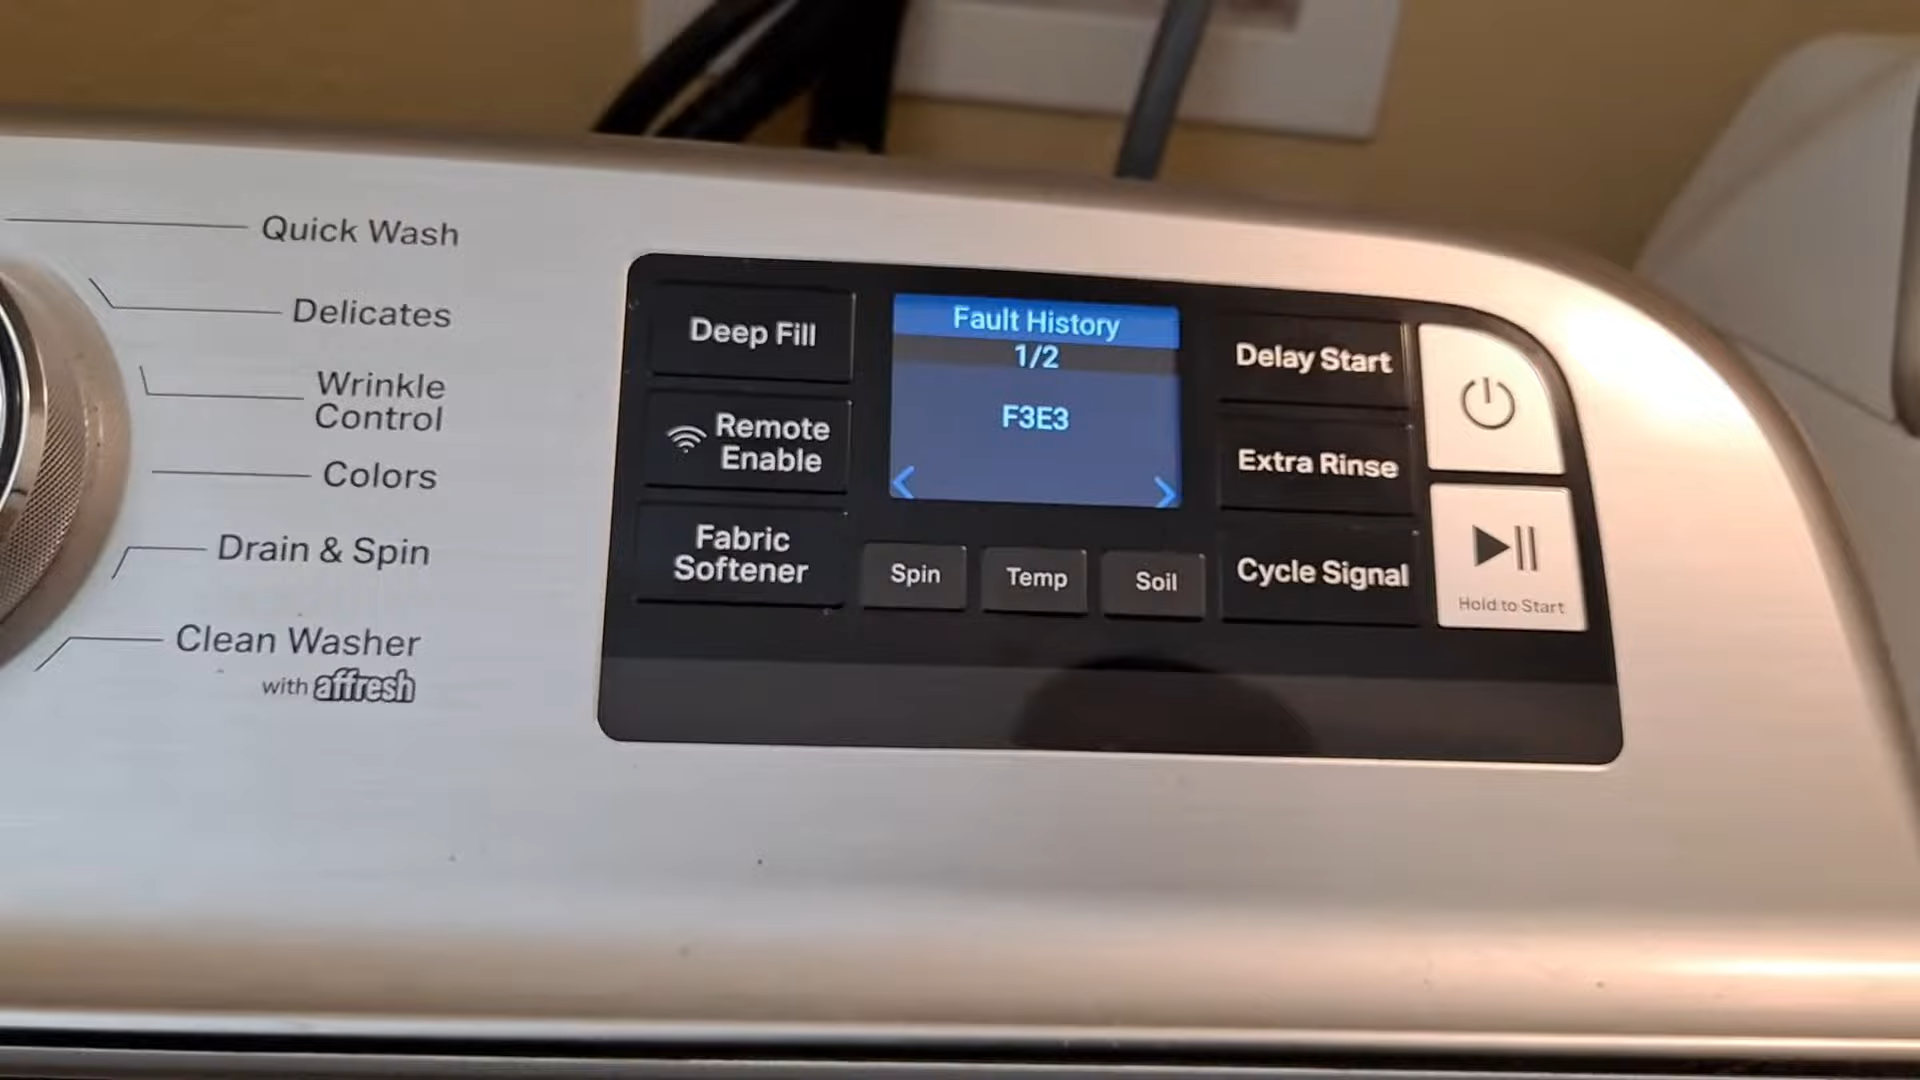 Quick Wash
Delicates
Wrinkle
Control
Colors
Drain & Spin
Clean Washer
with affresh
Deep Fill
Remote
Enable
Fabric
Softener
Fault History
1/2
F3E3
Spin
Temp
Soil
Delay Start
Extra Rinse
Cycle Signal
Hold to Start